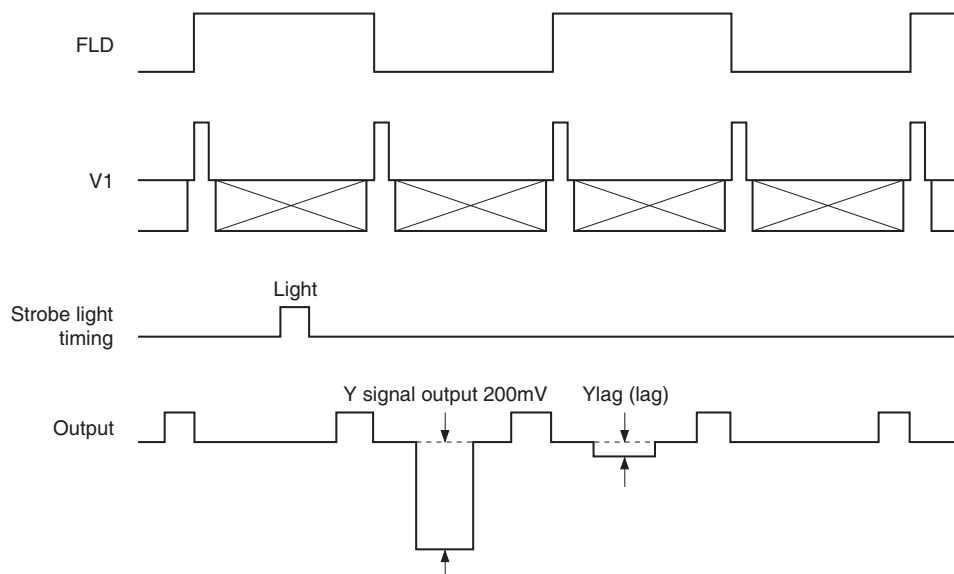 FLD
V1
Light
Strobe light
timing
Y signal output 200mV
Ylag (lag)
Output